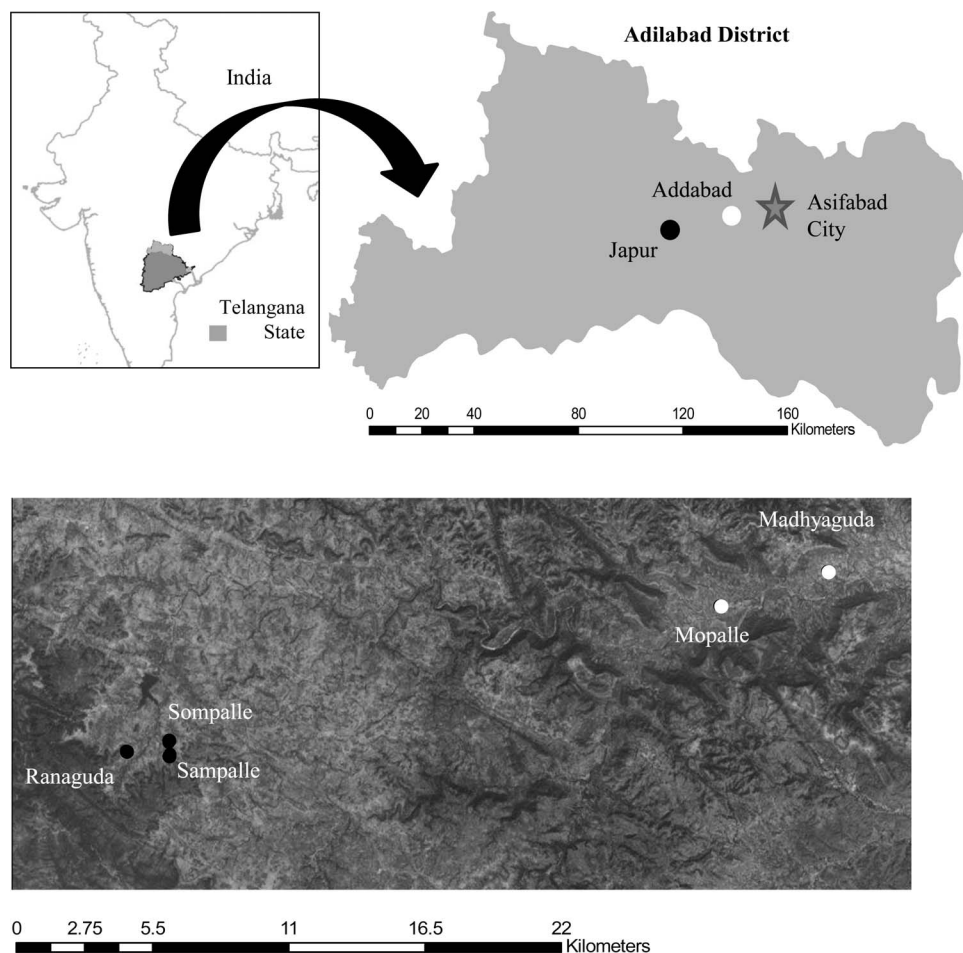 India
Telangana
State
Adilabad District
Addabad
Asifabad
City
Japur
0 20 40 80 120 160
Kilometers
Madhyaguda
Mopalle
Sompalle
Ranaguda
Sampalle
0 2.75 5.5 11 16.5 22
Kilometers